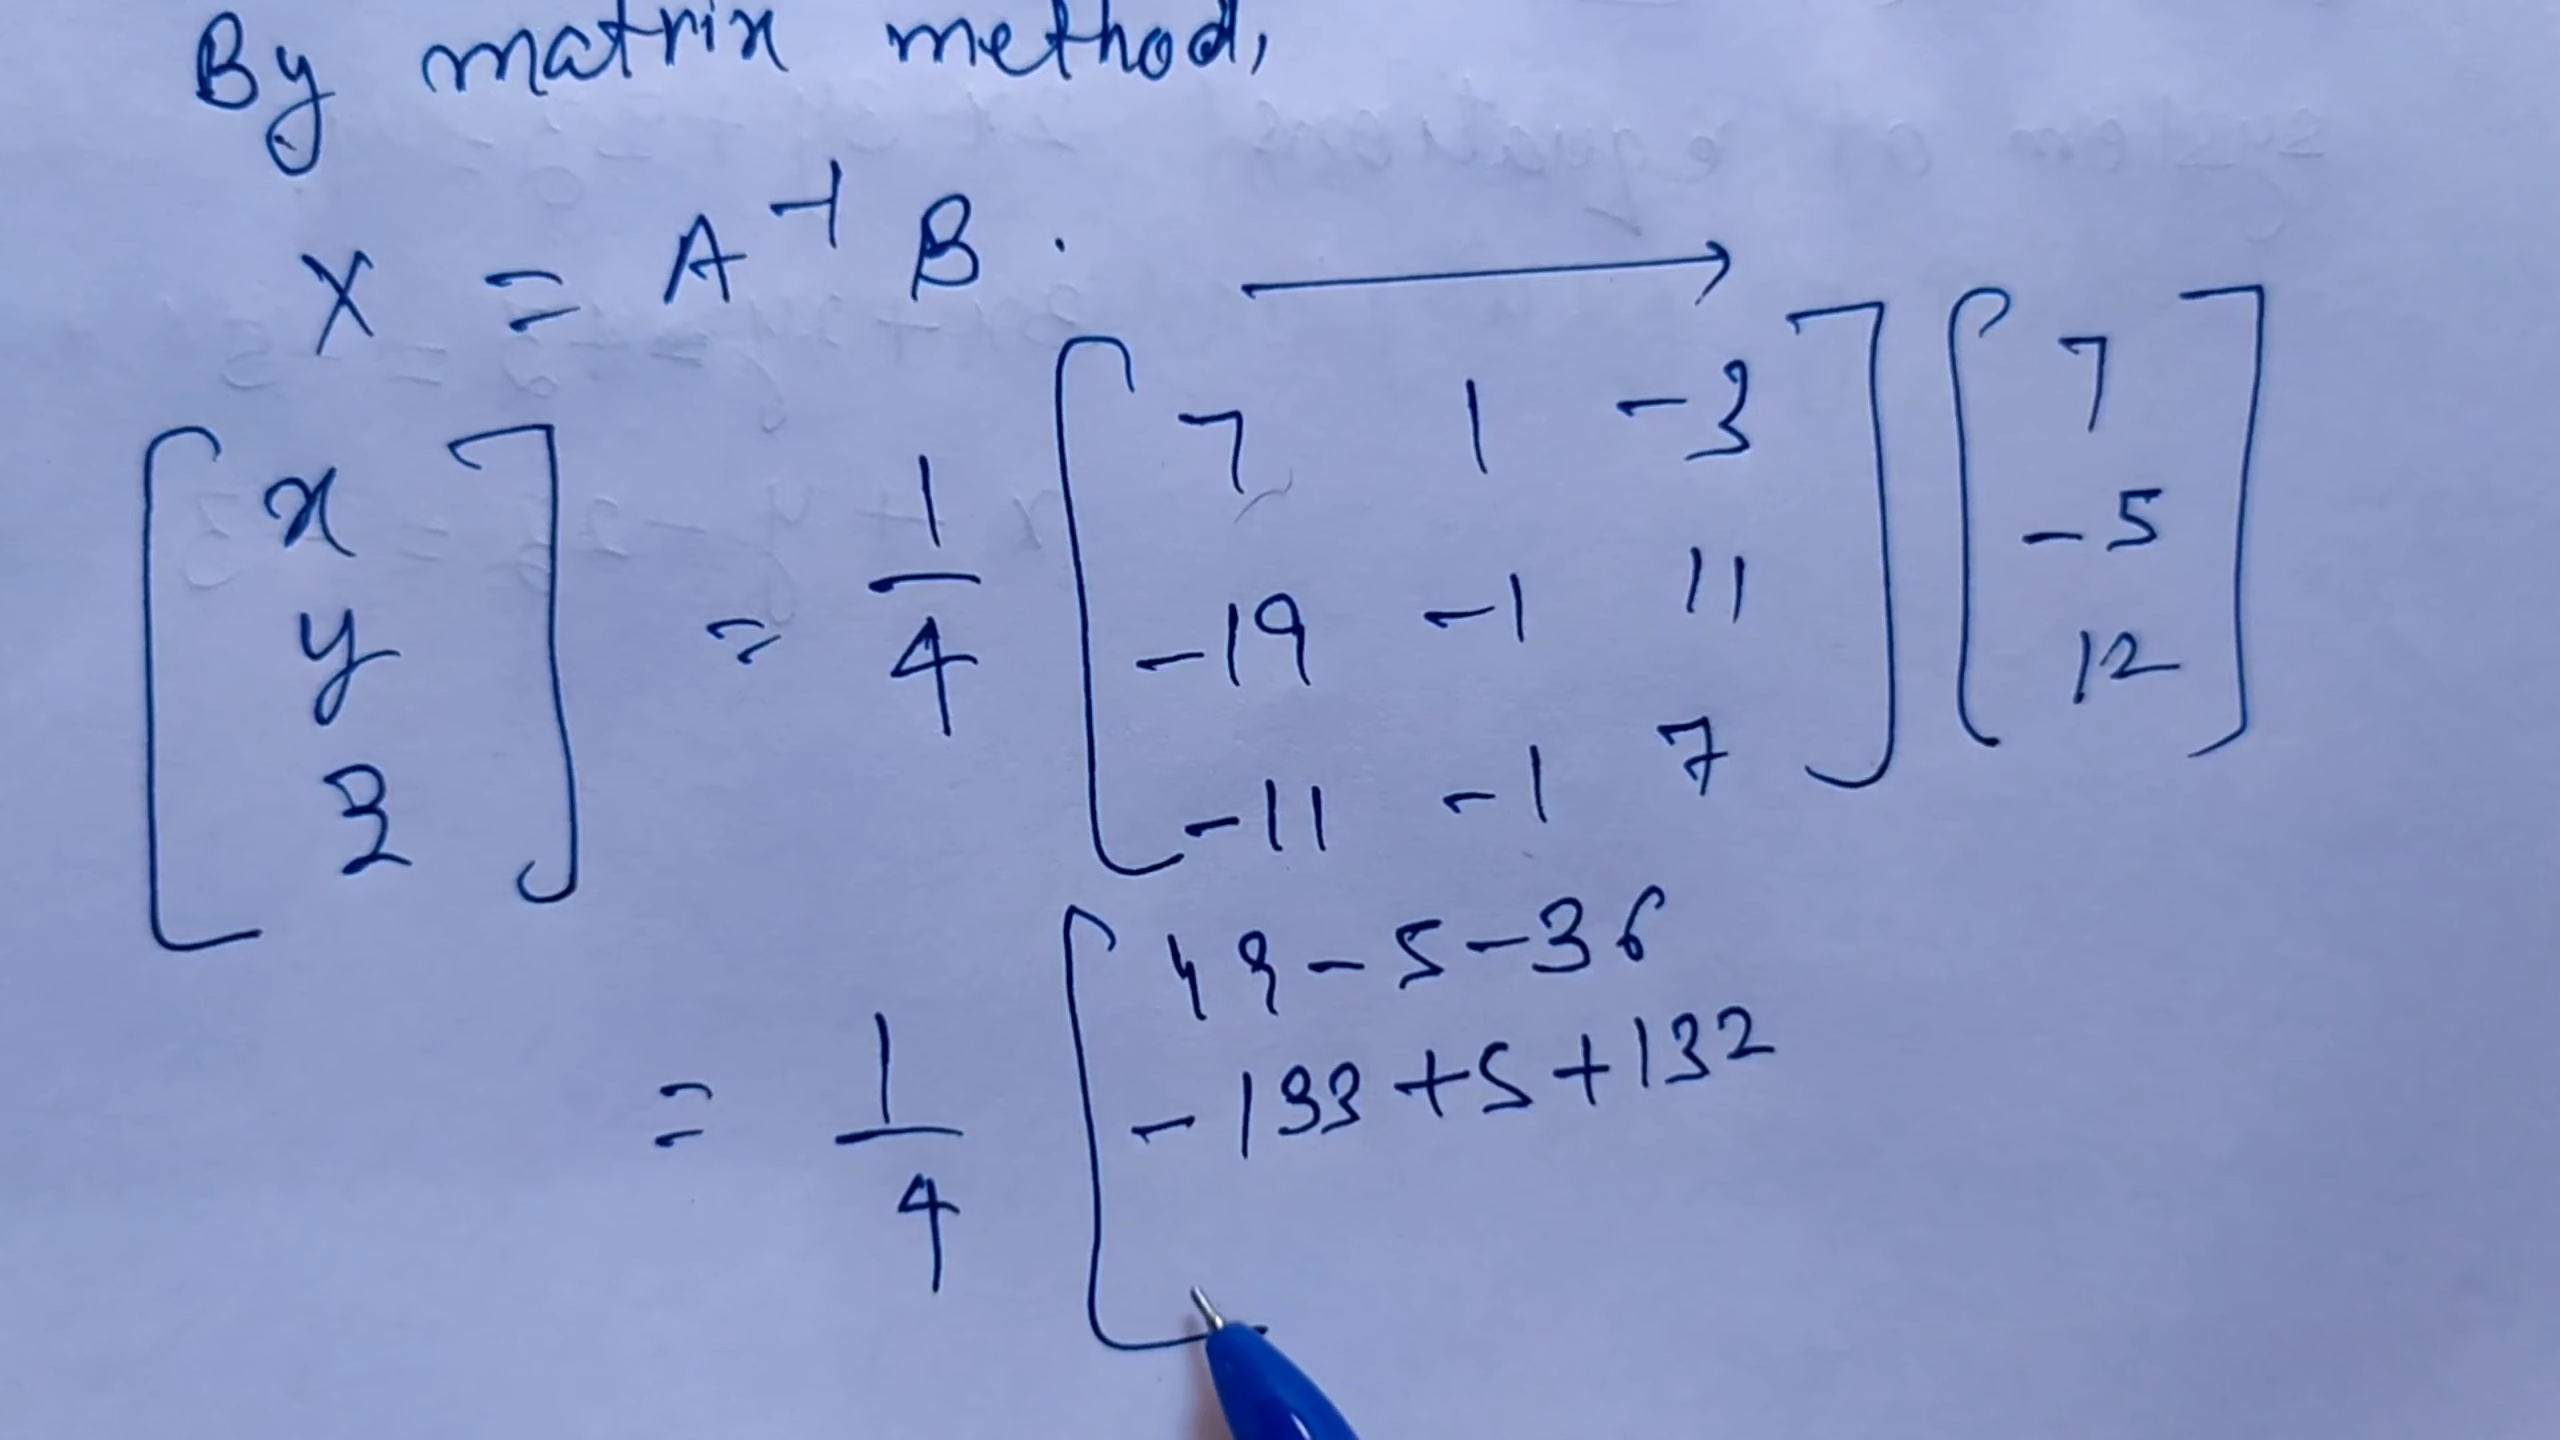 By matrix method,
X = A⁻¹ B.
[x y z] = 1/4 [7 1 -3; -19 -1 11; -11 -1 7] [7; -5; 12]
= 1/4 [49 - 5 - 36; -133 + 5 + 132